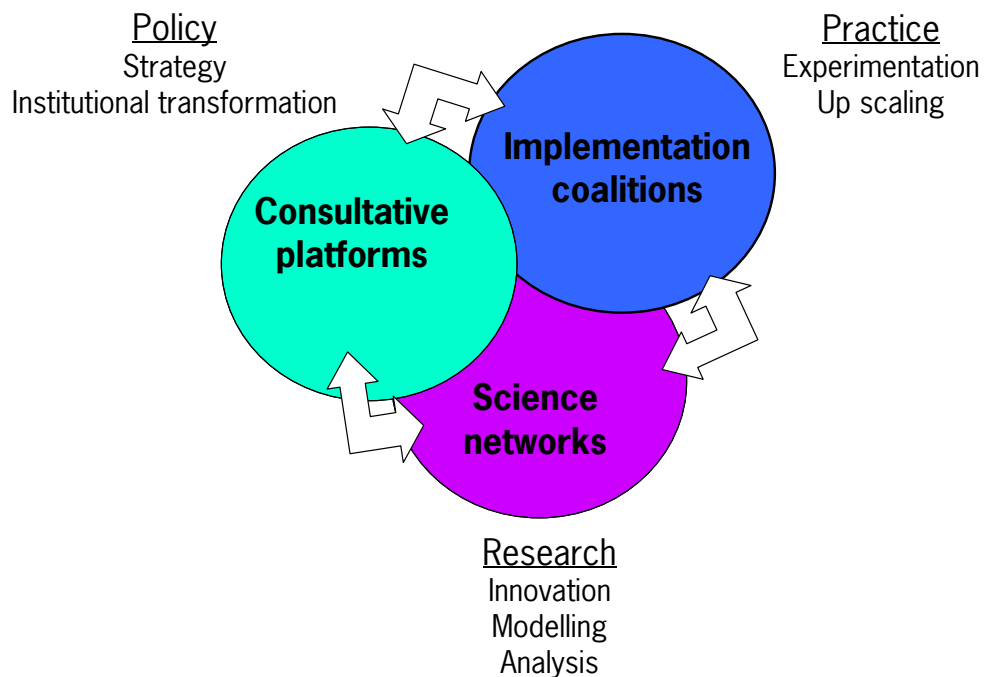 Policy
Strategy
Institutional transformation
Practice
Experimentation
Up scaling
Implementation
coalitions
Consultative
platforms
Science
networks
Research
Innovation
Modelling
Analysis